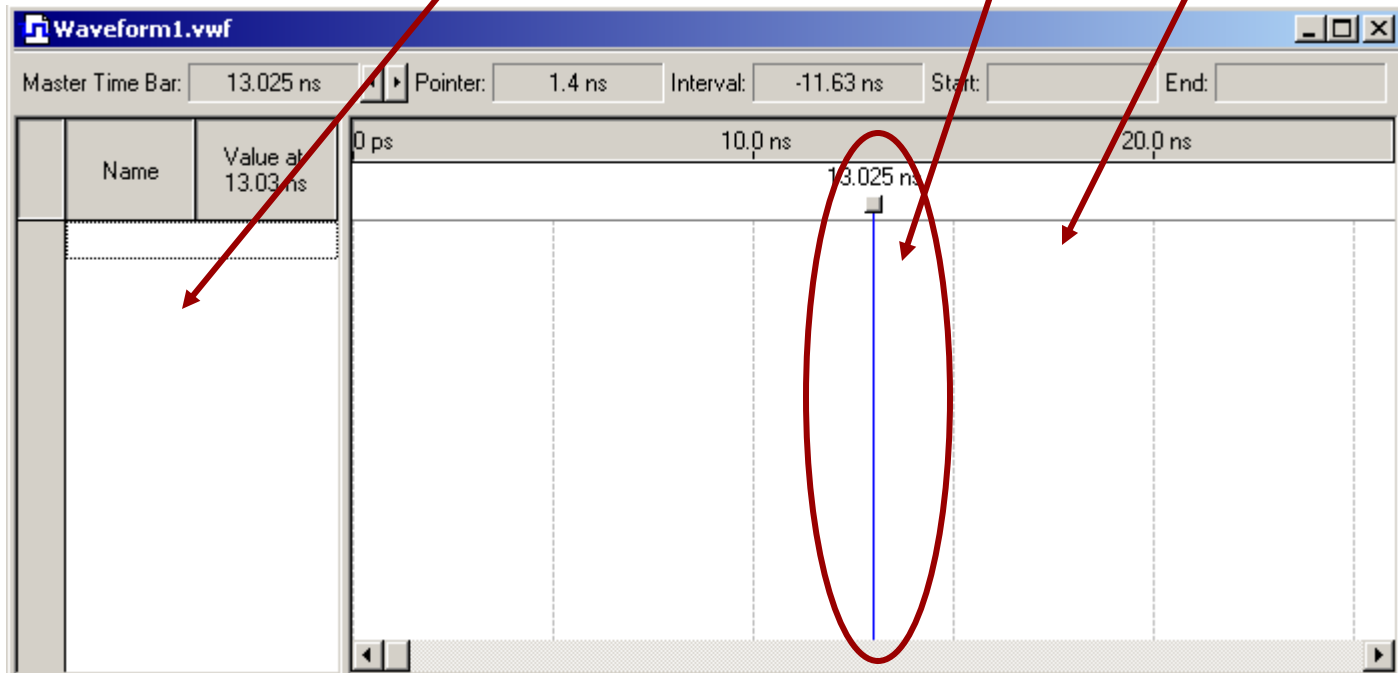 Waveform1.vwf
Master Time Bar: 13.025 ns Pointer: 1.4 ns Interval: -11.63 ns Start: End:
Name Value at 13.03 ns 0 ps 10.0 ns 20.0 ns
13.025 ns